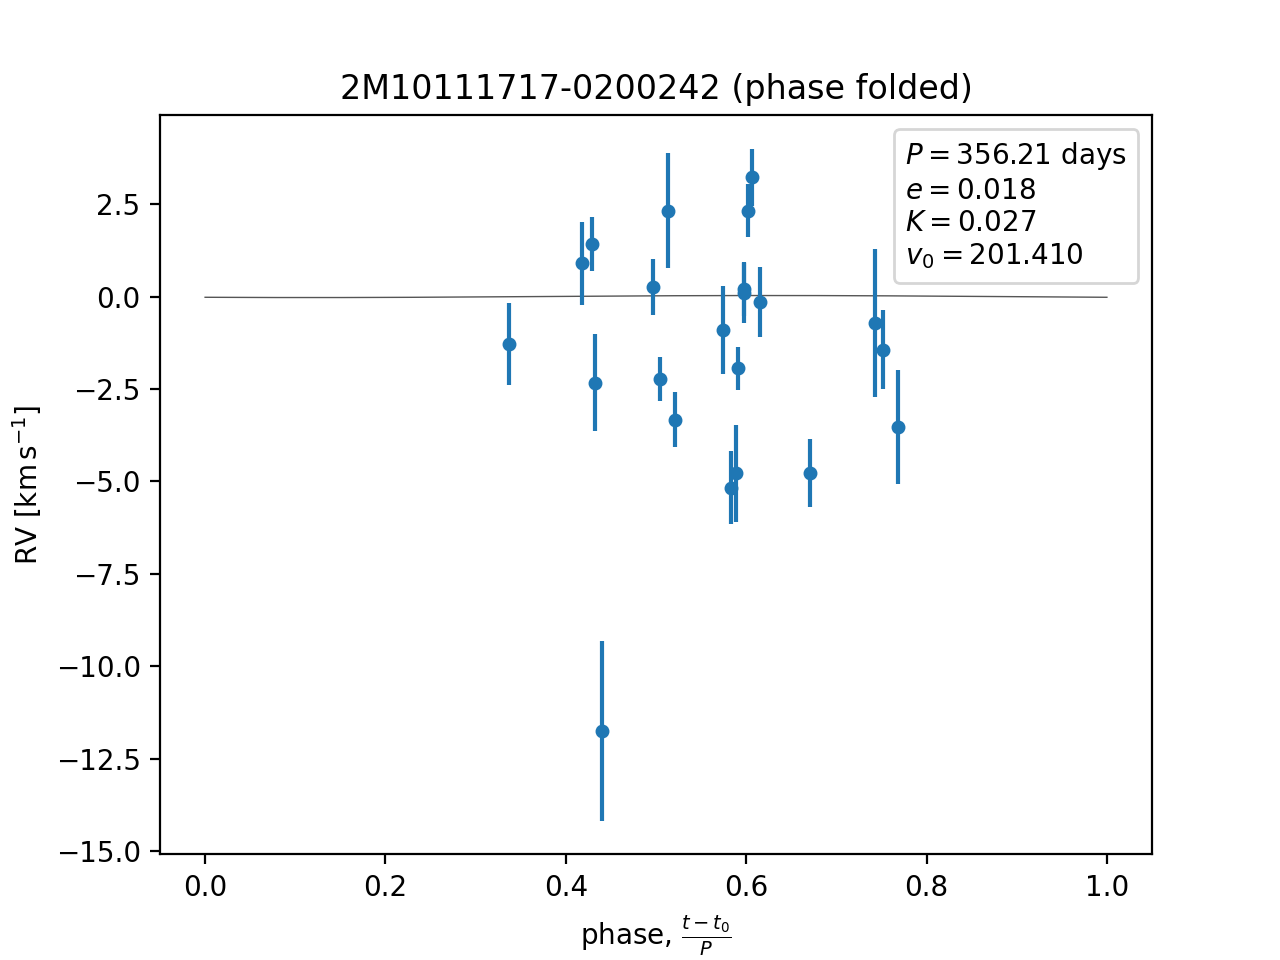 2M10111717-0200242 (phase folded)
P = 356.21 days
e = 0.018
K = 0.027
v₀ = 201.410
2.5
0.0
−2.5
−5.0
−7.5
−10.0
−12.5
−15.0
RV [km s⁻¹]
0.0 0.2 0.4 0.6 0.8 1.0
phase, (t − t₀)/P